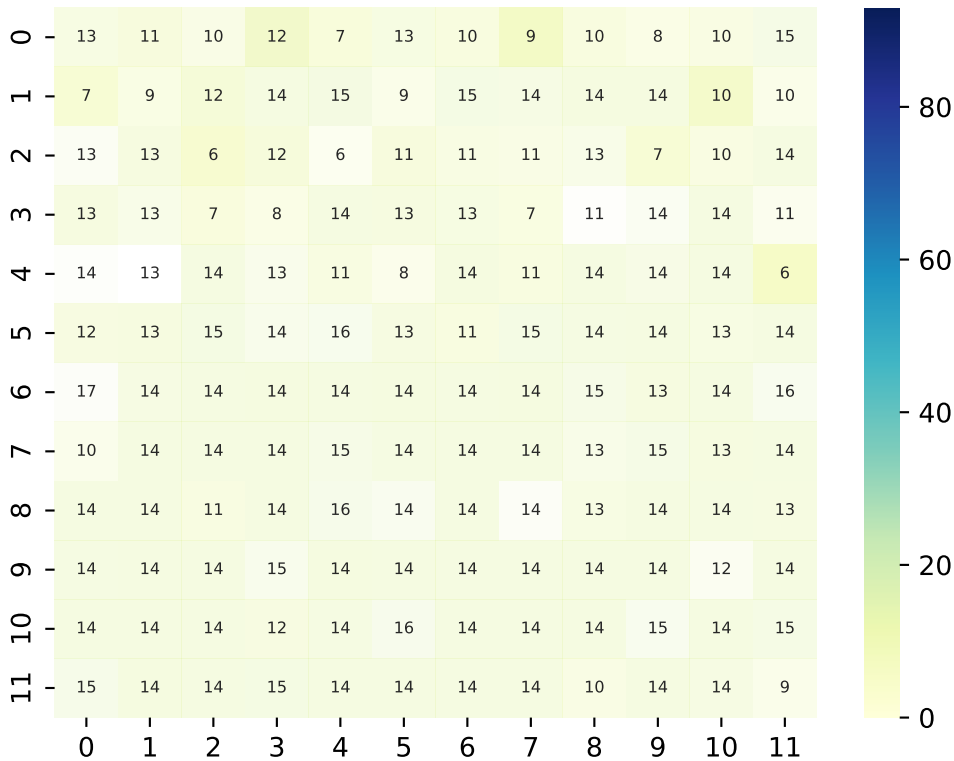 0 13 11 10 12 7 13 10 9 10 8 10 15
1 7 9 12 14 15 9 15 14 14 14 10 10
80
2 13 13 6 12 6 11 11 11 13 7 10 14
3 13 13 7 8 14 13 13 7 11 14 14 11
60
4 14 13 14 13 11 8 14 11 14 14 14 6
5 12 13 15 14 16 13 11 15 14 14 13 14
6 17 14 14 14 14 14 14 14 15 13 14 16
40
7 10 14 14 14 15 14 14 14 13 15 13 14
8 14 14 11 14 16 14 14 14 13 14 14 13
9 14 14 14 15 14 14 14 14 14 14 12 14
20
10 14 14 14 12 14 16 14 14 14 15 14 15
11 15 14 14 15 14 14 14 14 10 14 14 9
0
0 1 2 3 4 5 6 7 8 9 10 11